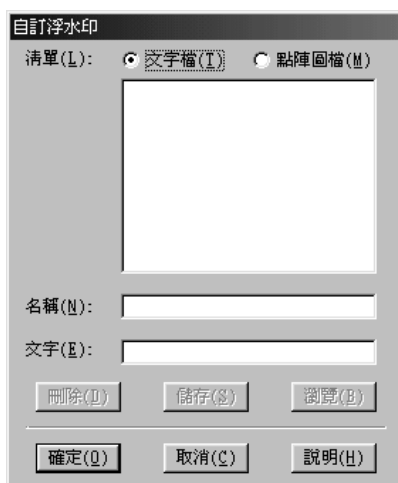 自訂浮水印
清單(L): 文字檔(T) 點陣圖檔(M)
名稱(N):
文字(E):
刪除(D) 儲存(S) 瀏覽(B)
確定(O) 取消(C) 說明(H)